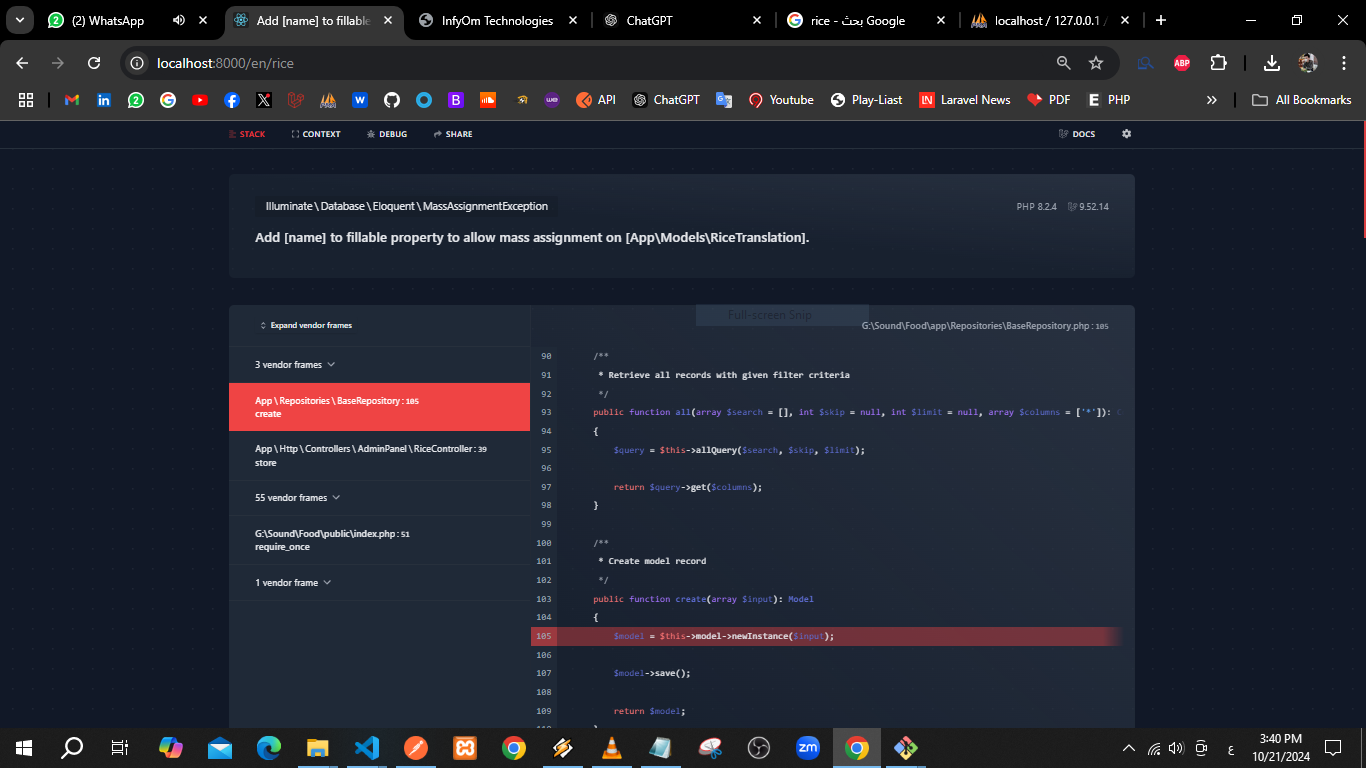 (2) WhatsApp
Add [name] to fillable
InfyOm Technologies
ChatGPT
rice - بحث Google
localhost / 127.0.0.1 /
localhost:8000/en/rice
API
ChatGPT
Youtube
Play-Liast
Laravel News
PDF
PHP
All Bookmarks
STACK
CONTEXT
DEBUG
SHARE
DOCS
Illuminate\Database\Eloquent\MassAssignmentException
PHP 8.2.4
9.52.14
Add [name] to fillable property to allow mass assignment on [App\Models\RiceTranslation].
Full-screen Snip
Expand vendor frames
G:\Sound\Food\app\Repositories\BaseRepository.php : 105
3 vendor frames
App\Repositories\BaseRepository : 105
create
App\Http\Controllers\AdminPanel\RiceController : 39
store
55 vendor frames
G:\Sound\Food\public\index.php : 51
require_once
1 vendor frame
90 /**
91 * Retrieve all records with given filter criteria
92 */
93 public function all(array $search = [], int $skip = null, int $limit = null, array $columns = ['*']):
94 {
95 $query = $this->allQuery($search, $skip, $limit);
96
97 return $query->get($columns);
98 }
99
100 /**
101 * Create model record
102 */
103 public function create(array $input): Model
104 {
105 $model = $this->model->newInstance($input);
106
107 $model->save();
108
109 return $model;
3:40 PM
ع
10/21/2024